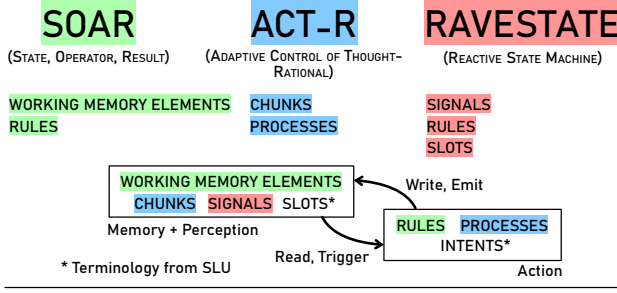 SOAR
(State, Operator, Result)
WORKING MEMORY ELEMENTS
RULES
ACT-R
(Adaptive Control of Thought-
Rational)
CHUNKS
PROCESSES
RAVESTATE
(Reactive State Machine)
SIGNALS
RULES
SLOTS
WORKING MEMORY ELEMENTS
CHUNKS SIGNALS SLOTS*
Memory + Perception
Write, Emit
Read, Trigger
RULES PROCESSES
INTENTS*
Action
* Terminology from SLU